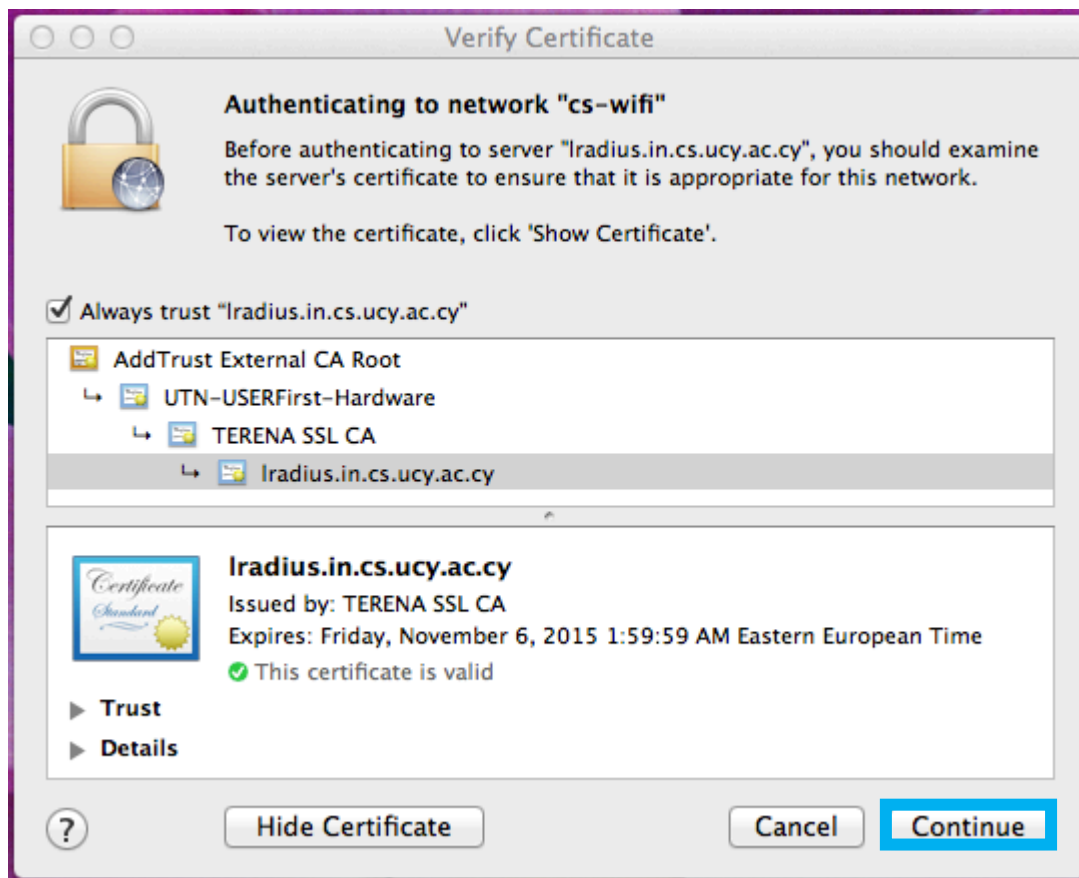 Verify Certificate
Authenticating to network "cs-wifi"
Before authenticating to server "lradius.in.cs.ucy.ac.cy", you should examine
the server's certificate to ensure that it is appropriate for this network.
To view the certificate, click 'Show Certificate'.
Always trust “lradius.in.cs.ucy.ac.cy"
AddTrust External CA Root
UTN-USERFirst-Hardware
TERENA SSL CA
lradius.in.cs.ucy.ac.cy
Certificate
Standard
lradius.in.cs.ucy.ac.cy
Issued by: TERENA SSL CA
Expires: Friday, November 6, 2015 1:59:59 AM Eastern European Time
This certificate is valid
Trust
Details
?
Hide Certificate
Cancel
Continue